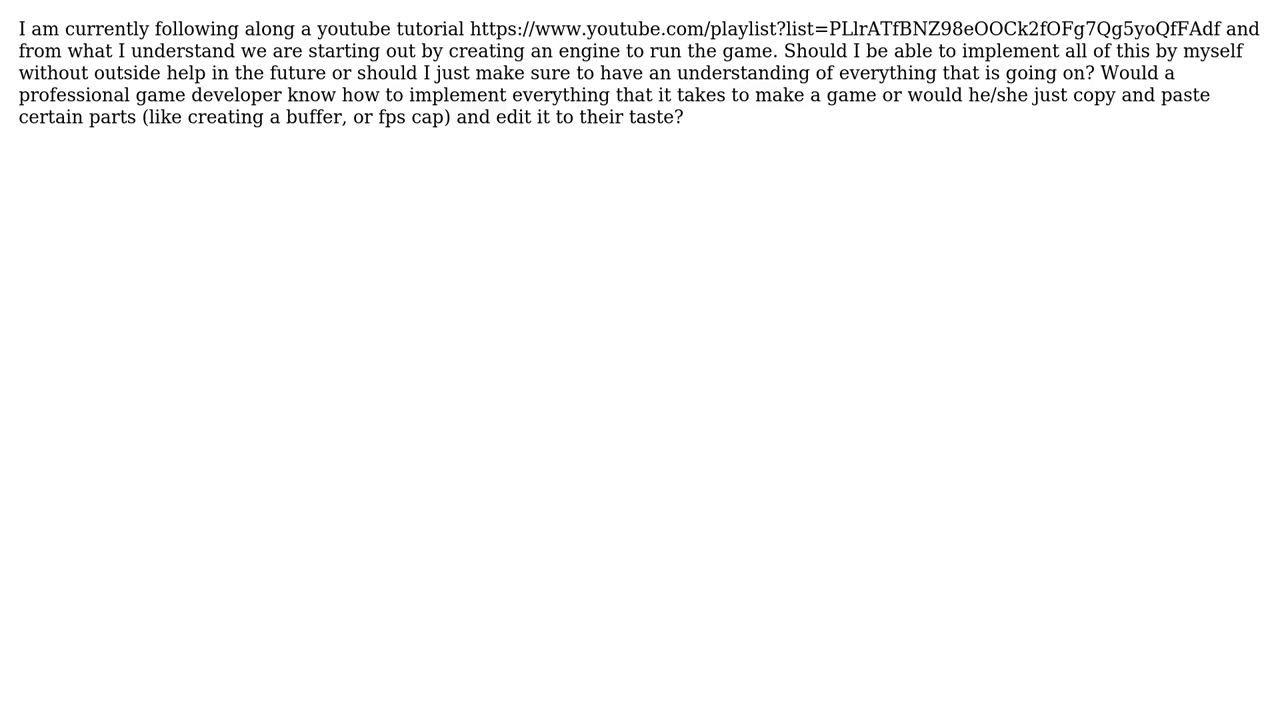 I am currently following along a youtube tutorial https://www.youtube.com/playlist?list=PLlrATfBNZ98eOOCk2fOFg7Qg5yoQfFAdf and
from what I understand we are starting out by creating an engine to run the game. Should I be able to implement all of this by myself
without outside help in the future or should I just make sure to have an understanding of everything that is going on? Would a
professional game developer know how to implement everything that it takes to make a game or would he/she just copy and paste
certain parts (like creating a buffer, or fps cap) and edit it to their taste?